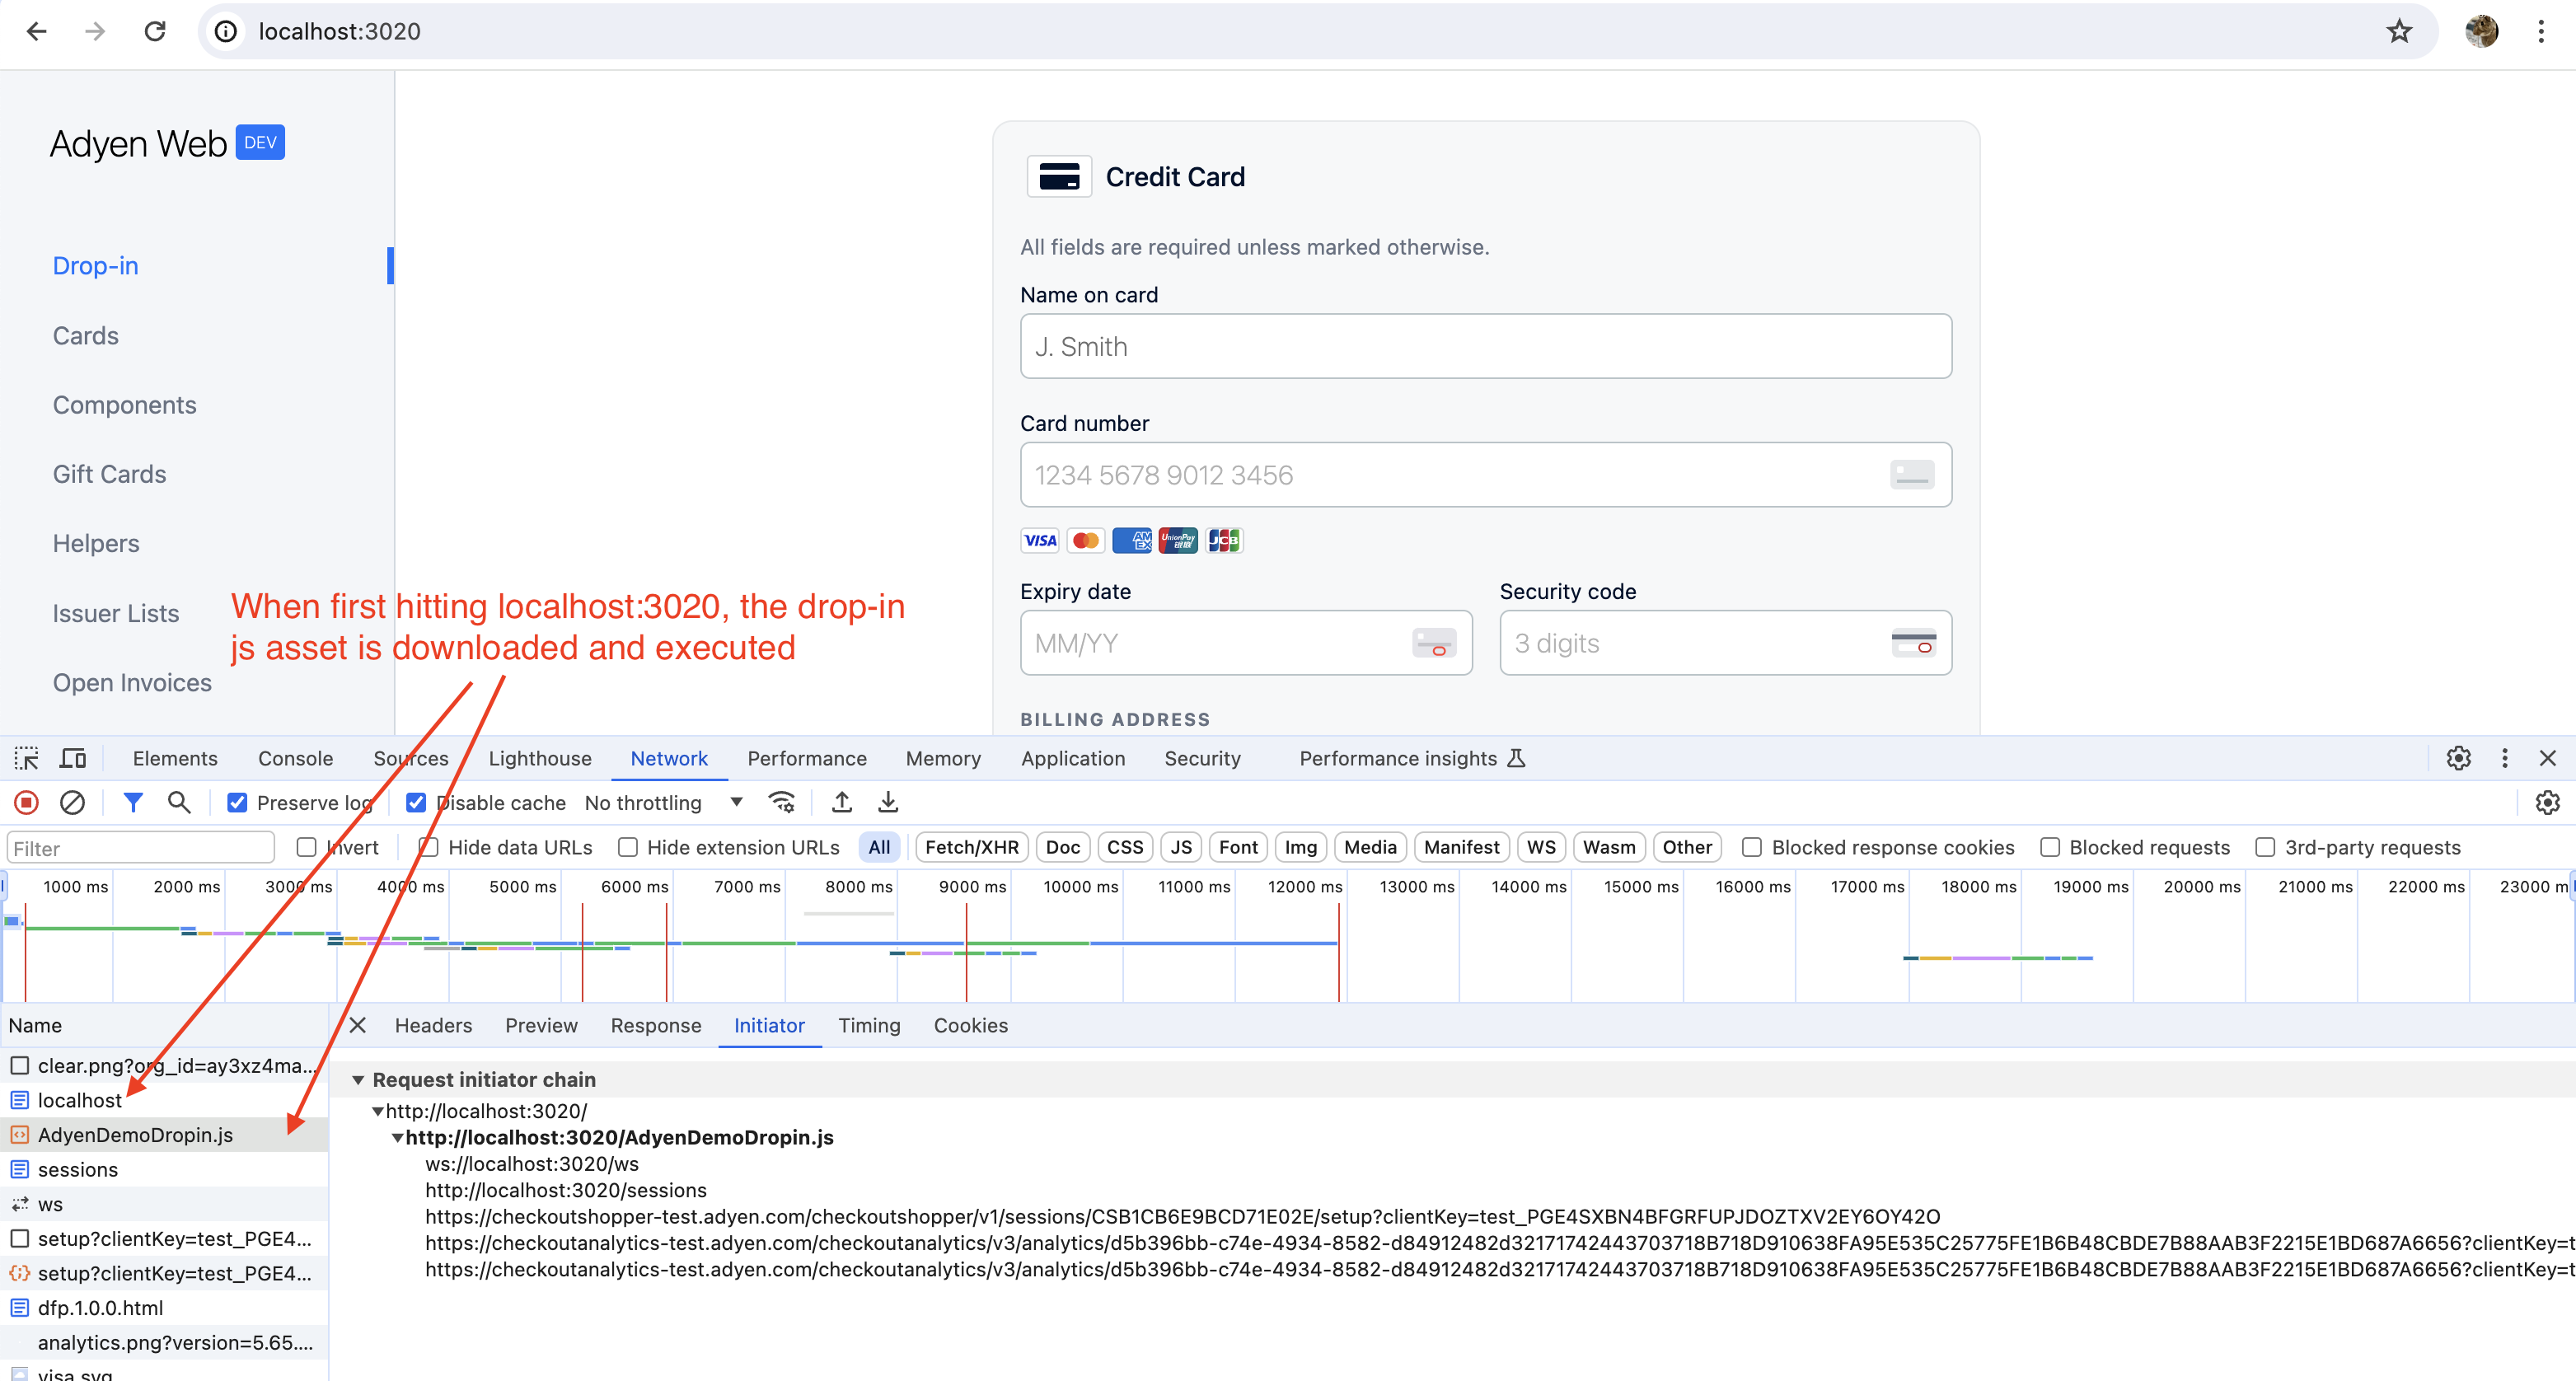 localhost:3020
Adyen Web DEV
Drop-in
Cards
Components
Gift Cards
Helpers
Issuer Lists
Open Invoices
When first hitting localhost:3020, the drop-in
js asset is downloaded and executed
Credit Card
All fields are required unless marked otherwise.
Name on card
J. Smith
Card number
1234 5678 9012 3456
VISA AM EX UnionPay JCB
Expiry date Security code
MM/YY 3 digits
BILLING ADDRESS
Elements Console Sources Lighthouse Network Performance Memory Application Security Performance insights
Preserve log Disable cache No throttling
Filter Invert Hide data URLs Hide extension URLs All Fetch/XHR Doc CSS JS Font Img Media Manifest WS Wasm Other Blocked response cookies Blocked requests 3rd-party requests
1000 ms 2000 ms 3000 ms 4000 ms 5000 ms 6000 ms 7000 ms 8000 ms 9000 ms 10000 ms 11000 ms 12000 ms 13000 ms 14000 ms 15000 ms 16000 ms 17000 ms 18000 ms 19000 ms 20000 ms 21000 ms 22000 ms 23000 m
Name
clear.png?org_id=ay3xz4ma...
localhost
AdyenDemoDropin.js
sessions
ws
setup?clientKey=test_PGE4...
setup?clientKey=test_PGE4...
dfp.1.0.0.html
analytics.png?version=5.65....
visa.svg
Headers Preview Response Initiator Timing Cookies
Request initiator chain
http://localhost:3020/
http://localhost:3020/AdyenDemoDropin.js
ws://localhost:3020/ws
http://localhost:3020/sessions
https://checkoutshopper-test.adyen.com/checkoutshopper/v1/sessions/CSB1CB6E9BCD71E02E/setup?clientKey=test_PGE4SXBN4BFGRFUPJDOZTXV2EY6OY42O
https://checkoutanalytics-test.adyen.com/checkoutanalytics/v3/analytics/d5b396bb-c74e-4934-8582-d84912482d32171742443703718B718D910638FA95E535C25775FE1B6B48CBDE7B88AAB3F2215E1BD687A6656?clientKey=t
https://checkoutanalytics-test.adyen.com/checkoutanalytics/v3/analytics/d5b396bb-c74e-4934-8582-d84912482d32171742443703718B718D910638FA95E535C25775FE1B6B48CBDE7B88AAB3F2215E1BD687A6656?clientKey=t